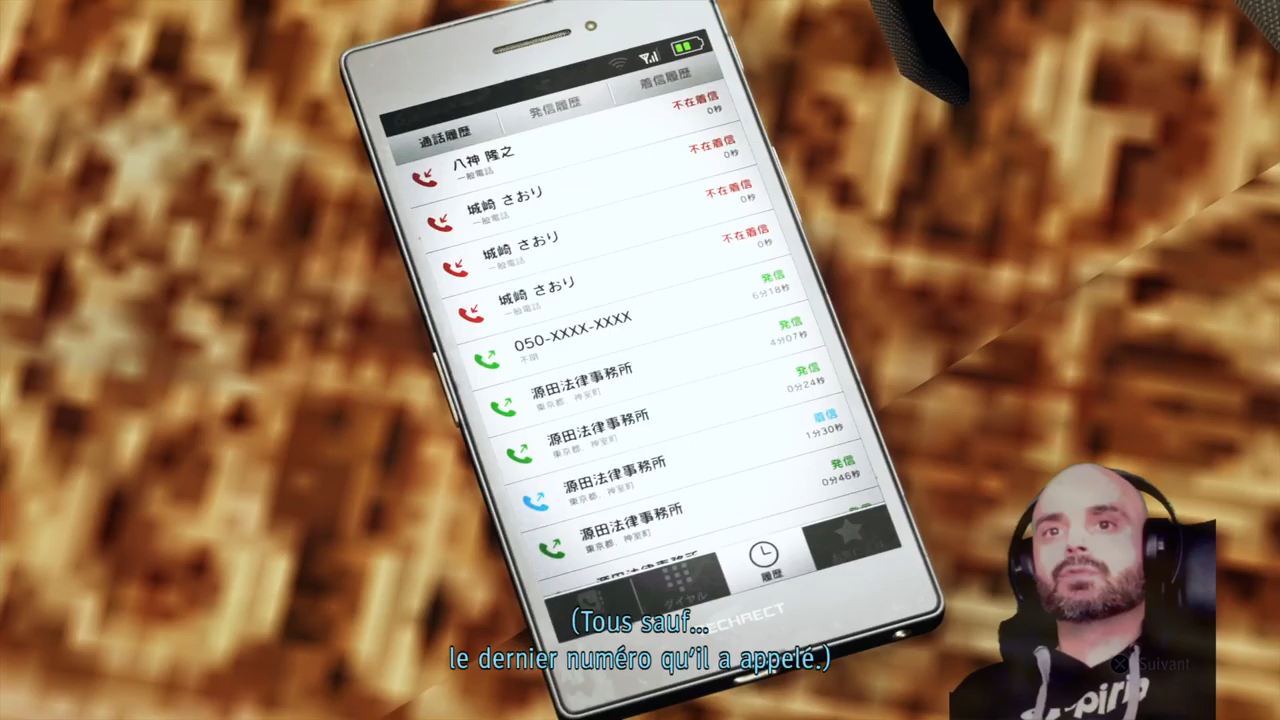 通話履歴
発信履歴
着信履歴
八神 隆之
一般電話
不在着信
0秒
城崎 さおり
一般電話
不在着信
0秒
城崎 さおり
一般電話
不在着信
0秒
城崎 さおり
一般電話
不在着信
0秒
050-XXXX-XXXX
不明
発信
6分18秒
源田法律事務所
東京都、神室町
発信
4分07秒
源田法律事務所
東京都、神室町
発信
0分24秒
源田法律事務所
東京都、神室町
着信
1分30秒
源田法律事務所
東京都、神室町
発信
0分46秒
源田法律事務所
発信
ダイヤル
履歴
(Tous sauf...
le dernier numéro qu'il a appelé.)
Suivant